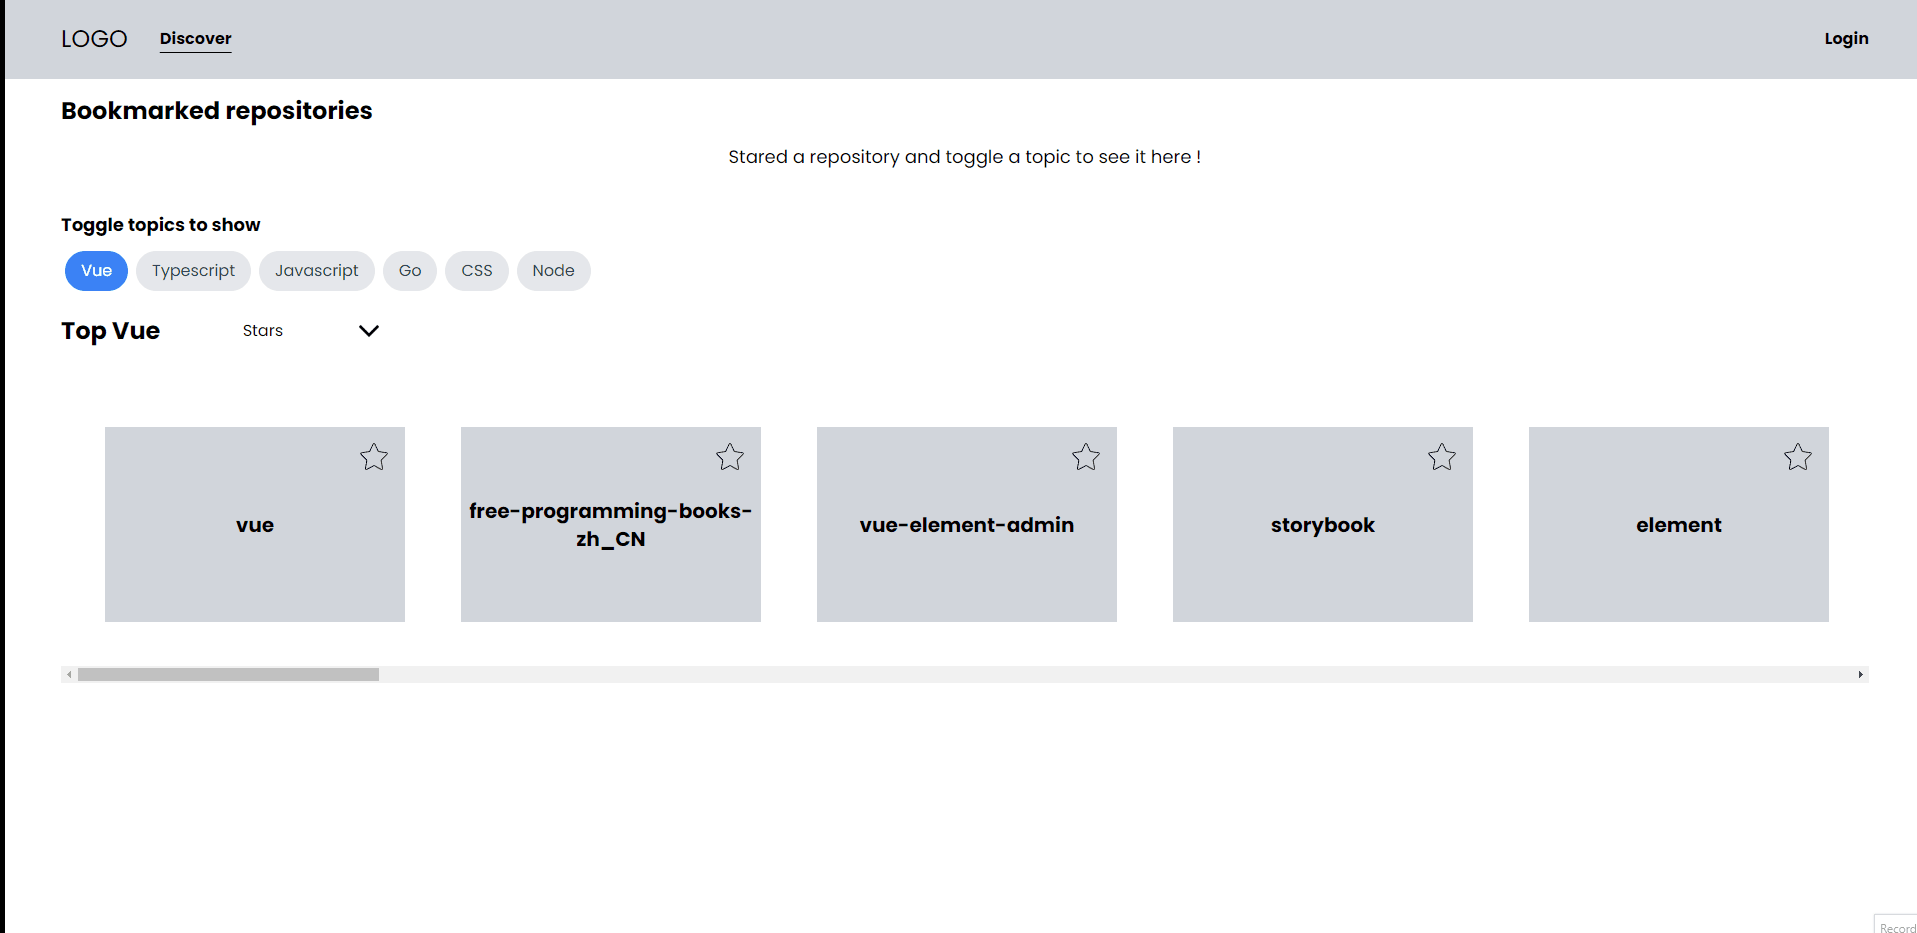 LOGO Discover Login
Bookmarked repositories
Stared a repository and toggle a topic to see it here !
Toggle topics to show
Vue Typescript Javascript Go CSS Node
Top Vue Stars
vue
free-programming-books-
zh_CN
vue-element-admin
storybook
element
Record